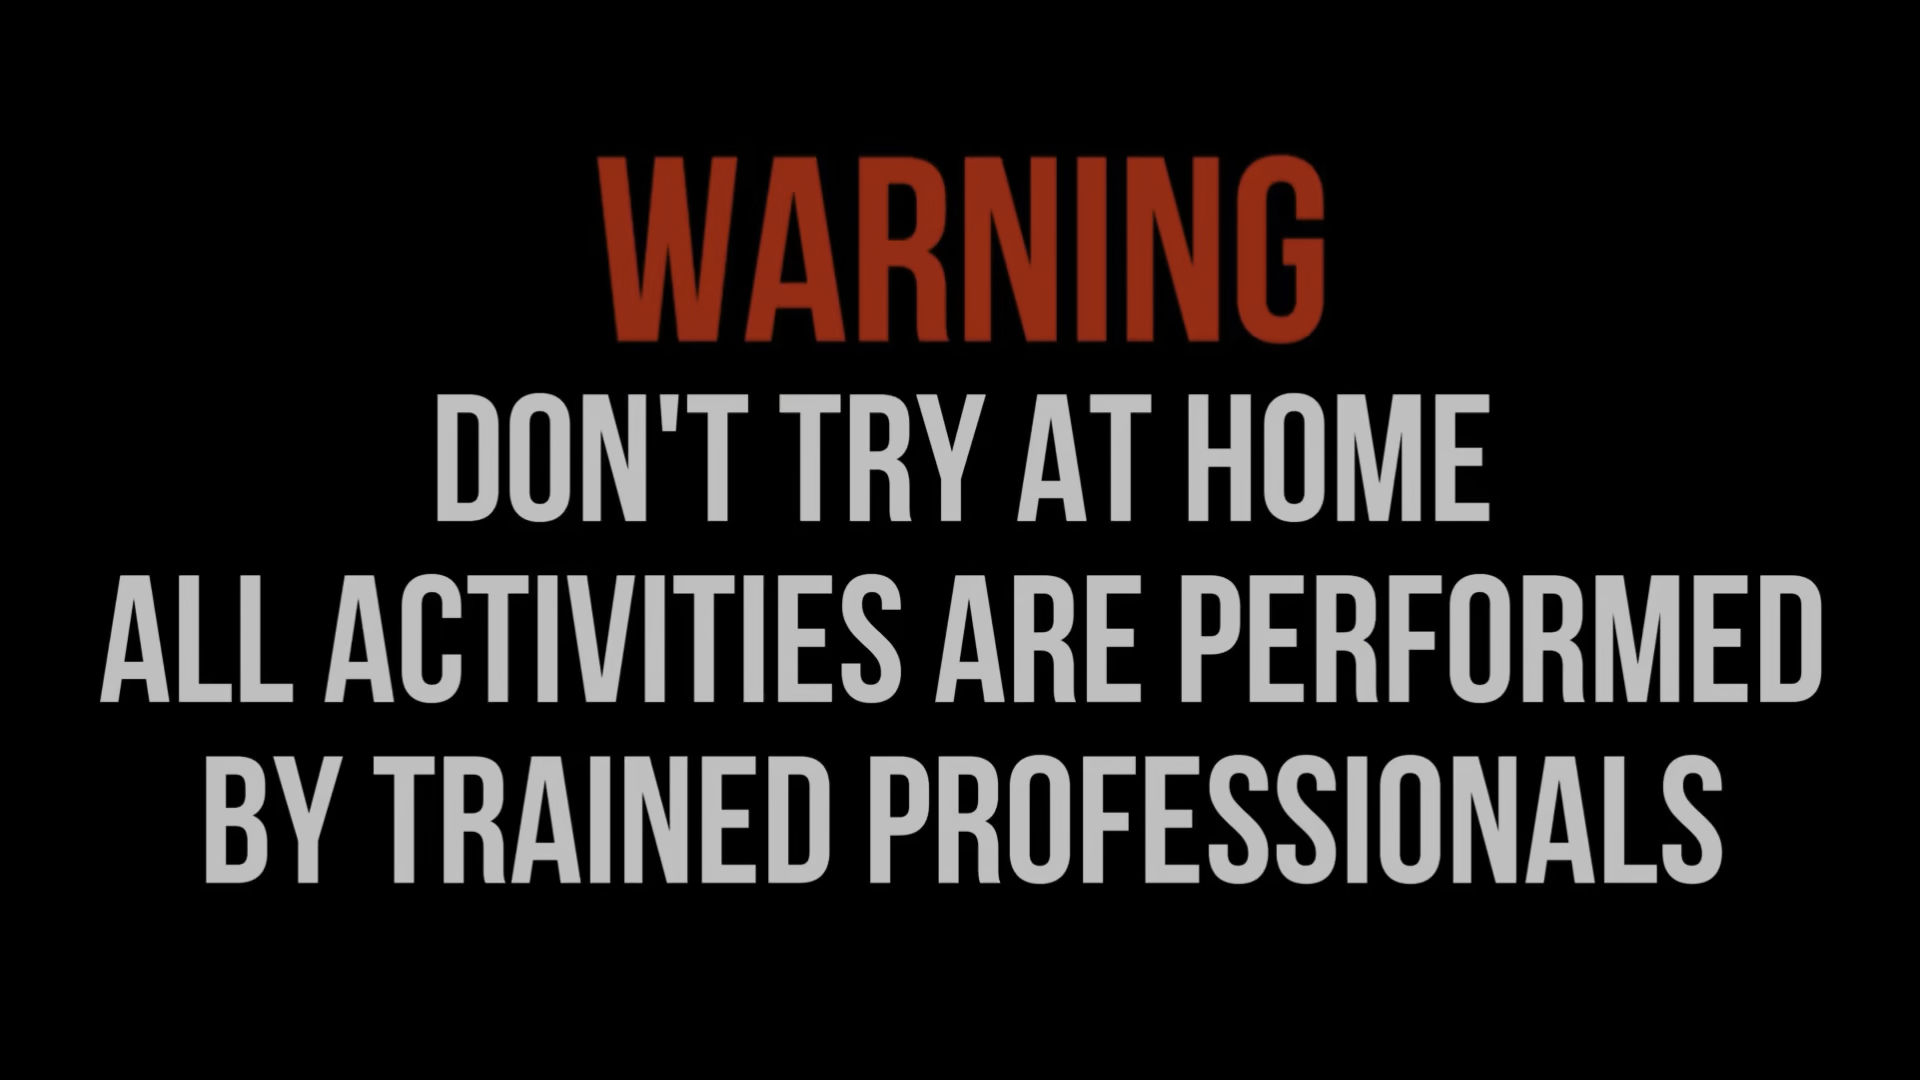 WARNING
DON'T TRY AT HOME
ALL ACTIVITIES ARE PERFORMED
BY TRAINED PROFESSIONALS